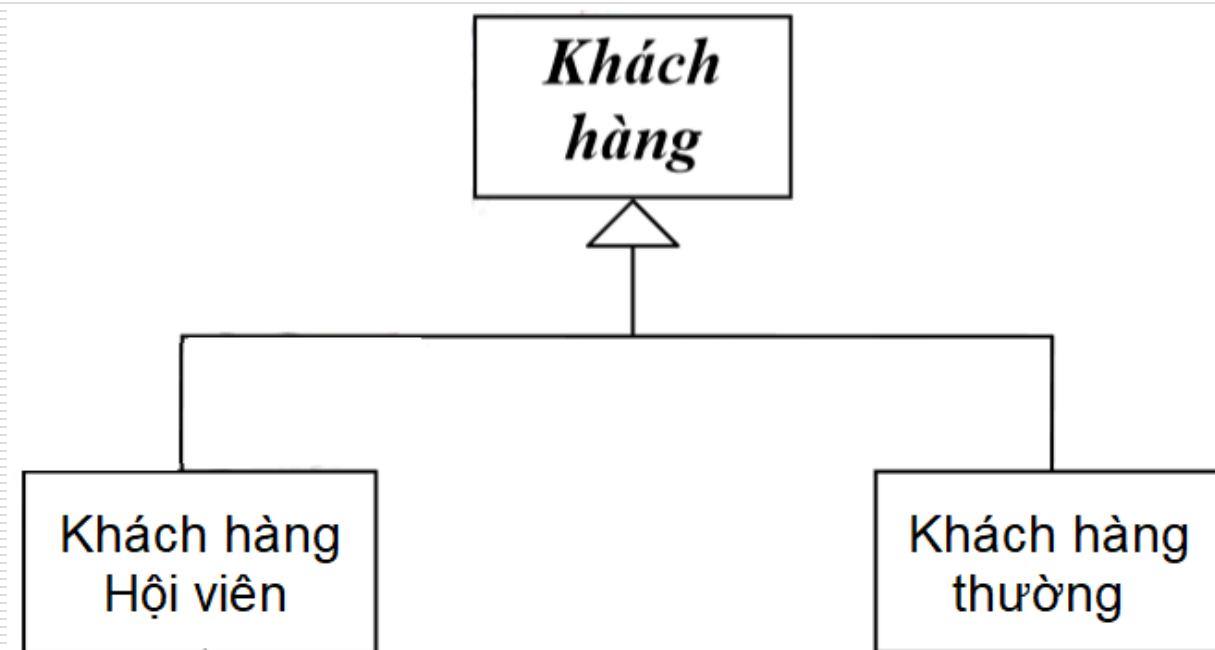 Khách
hàng
Khách hàng
Hội viên
Khách hàng
thường